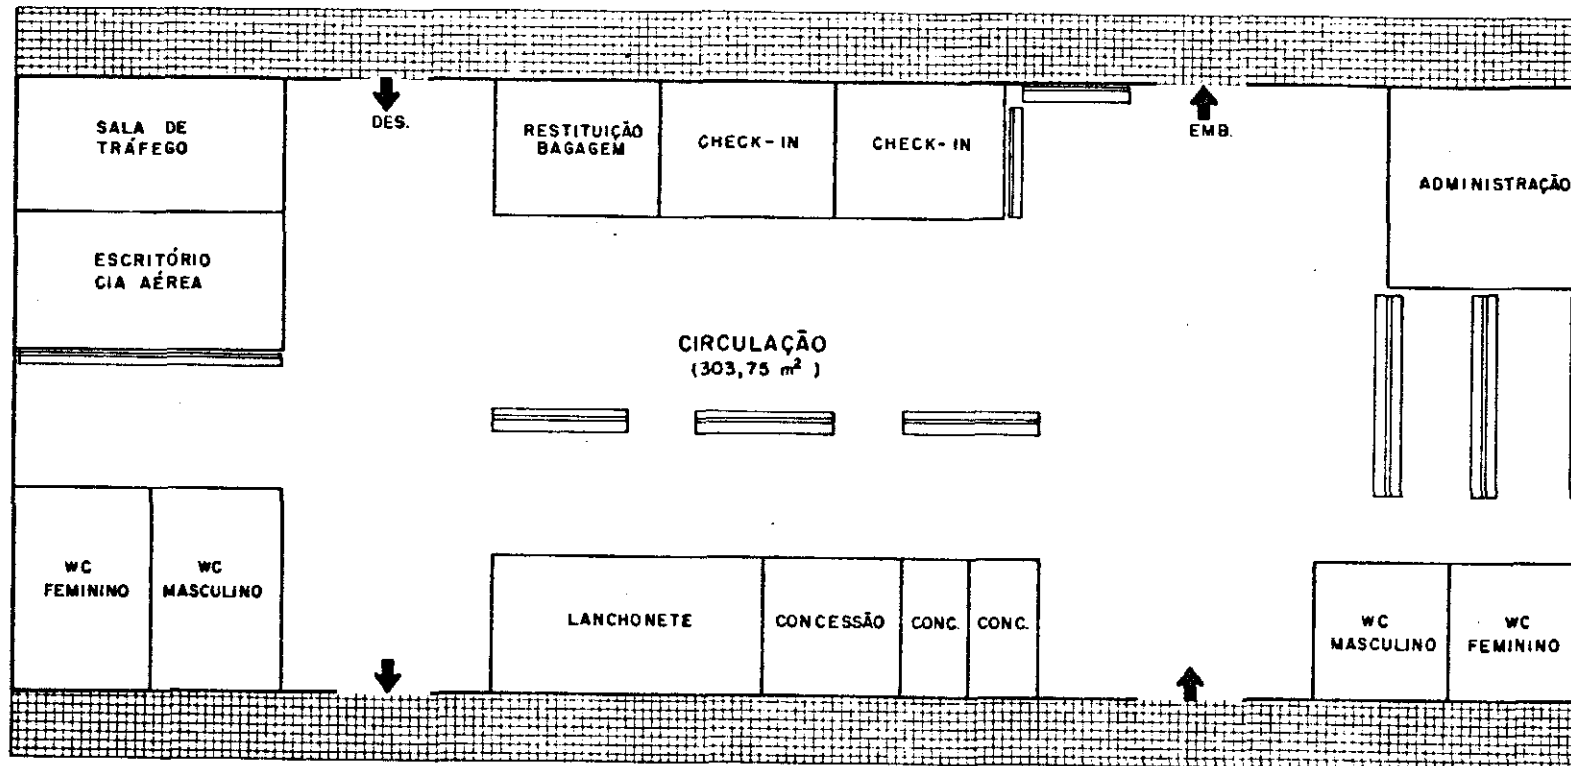 DES.
EMB.
SALA DE
TRÁFEGO
RESTITUIÇÃO
BAGAGEM
CHECK-IN
CHECK-IN
ADMINISTRAÇÃO
ESCRITÓRIO
CIA AÉREA
CIRCULAÇÃO
(303,75 m²)
WC
FEMININO
WC
MASCULINO
LANCHONETE
CONCESSÃO
CONC.
CONC.
WC
MASCULINO
WC
FEMININO